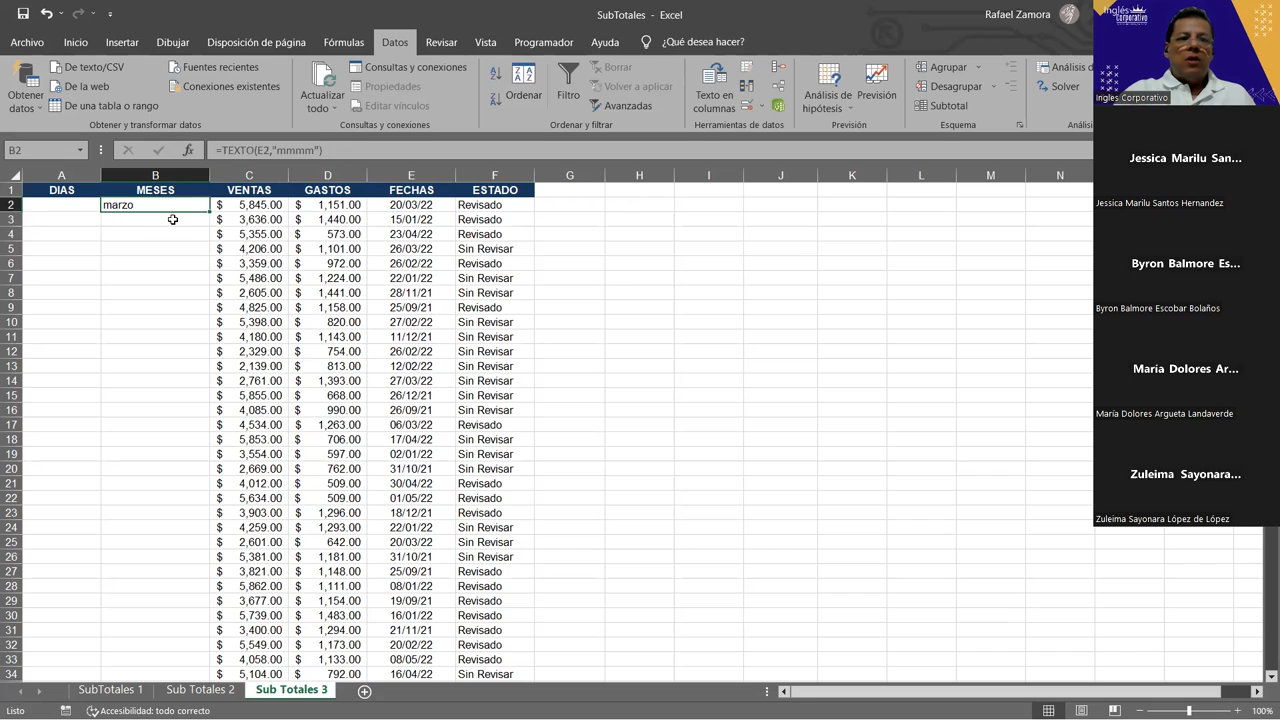 SubTotales - Excel
Rafael Zamora
Archivo Inicio Insertar Dibujar Disposición de página Fórmulas Datos Revisar Vista Programador Ayuda ¿Qué desea hacer?
Obtener datos
De texto/CSV
De la web
De una tabla o rango
Fuentes recientes
Conexiones existentes
Obtener y transformar datos
Actualizar todo
Consultas y conexiones
Propiedades
Editar vínculos
Consultas y conexiones
Ordenar
Filtro
Borrar
Volver a aplicar
Avanzadas
Ordenar y filtrar
Texto en columnas
Herramientas de datos
Análisis de hipótesis
Previsión
Previsión
Agrupar
Desagrupar
Subtotal
Esquema
Análisis d
Solver
Análisis
B2 =TEXTO(E2,"mmmm")
A B C D E F G H I J K L M N
1 DIAS MESES VENTAS GASTOS FECHAS ESTADO
2 marzo $ 5,845.00 $ 1,151.00 20/03/22 Revisado
3 $ 3,636.00 $ 1,440.00 15/01/22 Revisado
4 $ 5,355.00 $ 573.00 23/04/22 Revisado
5 $ 4,206.00 $ 1,101.00 26/03/22 Sin Revisar
6 $ 3,359.00 $ 972.00 26/02/22 Revisado
7 $ 5,486.00 $ 1,224.00 22/01/22 Sin Revisar
8 $ 2,605.00 $ 1,441.00 28/11/21 Sin Revisar
9 $ 4,825.00 $ 1,158.00 25/09/21 Revisado
10 $ 5,398.00 $ 820.00 27/02/22 Sin Revisar
11 $ 4,180.00 $ 1,143.00 11/12/21 Sin Revisar
12 $ 2,329.00 $ 754.00 26/02/22 Sin Revisar
13 $ 2,139.00 $ 813.00 12/02/22 Sin Revisar
14 $ 2,761.00 $ 1,393.00 27/03/22 Sin Revisar
15 $ 5,855.00 $ 668.00 26/12/21 Sin Revisar
16 $ 4,085.00 $ 990.00 26/09/21 Sin Revisar
17 $ 4,534.00 $ 1,263.00 06/03/22 Revisado
18 $ 5,853.00 $ 706.00 17/04/22 Sin Revisar
19 $ 3,554.00 $ 597.00 02/01/22 Sin Revisar
20 $ 2,669.00 $ 762.00 31/10/21 Sin Revisar
21 $ 4,012.00 $ 509.00 30/04/22 Revisado
22 $ 5,634.00 $ 509.00 01/05/22 Revisado
23 $ 3,903.00 $ 1,296.00 18/12/21 Revisado
24 $ 4,259.00 $ 1,293.00 22/01/22 Sin Revisar
25 $ 2,601.00 $ 642.00 20/03/22 Sin Revisar
26 $ 5,381.00 $ 1,181.00 31/10/21 Sin Revisar
27 $ 3,821.00 $ 1,148.00 25/09/21 Revisado
28 $ 5,862.00 $ 1,111.00 08/01/22 Revisado
29 $ 3,677.00 $ 1,154.00 19/09/21 Revisado
30 $ 5,739.00 $ 1,483.00 16/01/22 Revisado
31 $ 3,400.00 $ 1,294.00 21/11/21 Revisado
32 $ 5,549.00 $ 1,173.00 20/02/22 Revisado
33 $ 4,058.00 $ 1,133.00 08/05/22 Revisado
34 $ 5,104.00 $ 792.00 16/04/22 Sin Revisar
SubTotales 1 SubTotales 2 Sub Totales 3
Listo Accesibilidad: todo correcto 100%
Inglés Corporativo
Ingles Corporativo
Jessica Marilu San...
Jessica Marilu Santos Hernandez
Byron Balmore Es...
Byron Balmore Escobar Bolaños
María Dolores Ar...
María Dolores Argueta Landaverde
Zuleima Sayonara...
Zuleima Sayonara López de López